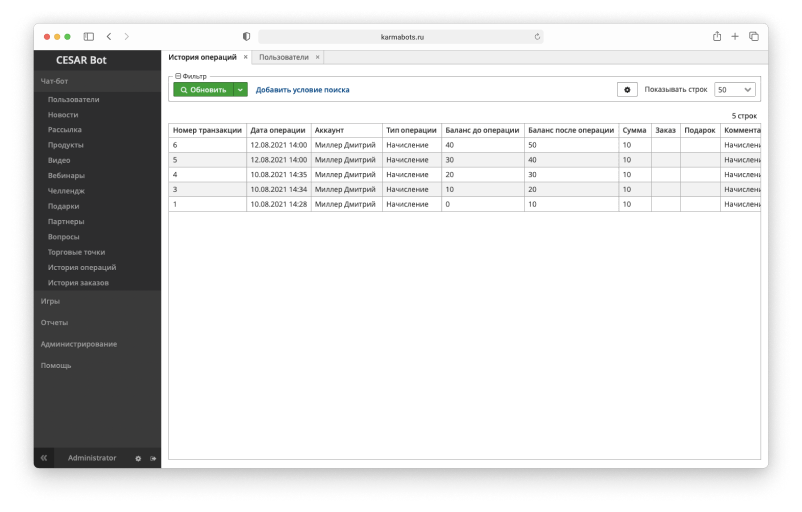 karmabots.ru
CESAR Bot
Чат-бот
Пользователи
Новости
Рассылка
Продукты
Видео
Вебинары
Челлендж
Подарки
Партнеры
Вопросы
Торговые точки
История операций
История заказов
Игры
Отчеты
Администрирование
Помощь
Administrator
История операций × Пользователи ×
Фильтр
Обновить Добавить условие поиска Показывать строк 50
5 строк
Номер транзакции Дата операции Аккаунт Тип операции Баланс до операции Баланс после операции Сумма Заказ Подарок Коммента
6 12.08.2021 14:00 Миллер Дмитрий Начисление 40 50 10 Начислени
5 12.08.2021 14:00 Миллер Дмитрий Начисление 30 40 10 Начислени
4 10.08.2021 14:35 Миллер Дмитрий Начисление 20 30 10 Начислени
3 10.08.2021 14:34 Миллер Дмитрий Начисление 10 20 10 Начислени
1 10.08.2021 14:28 Миллер Дмитрий Начисление 0 10 10 Начислени